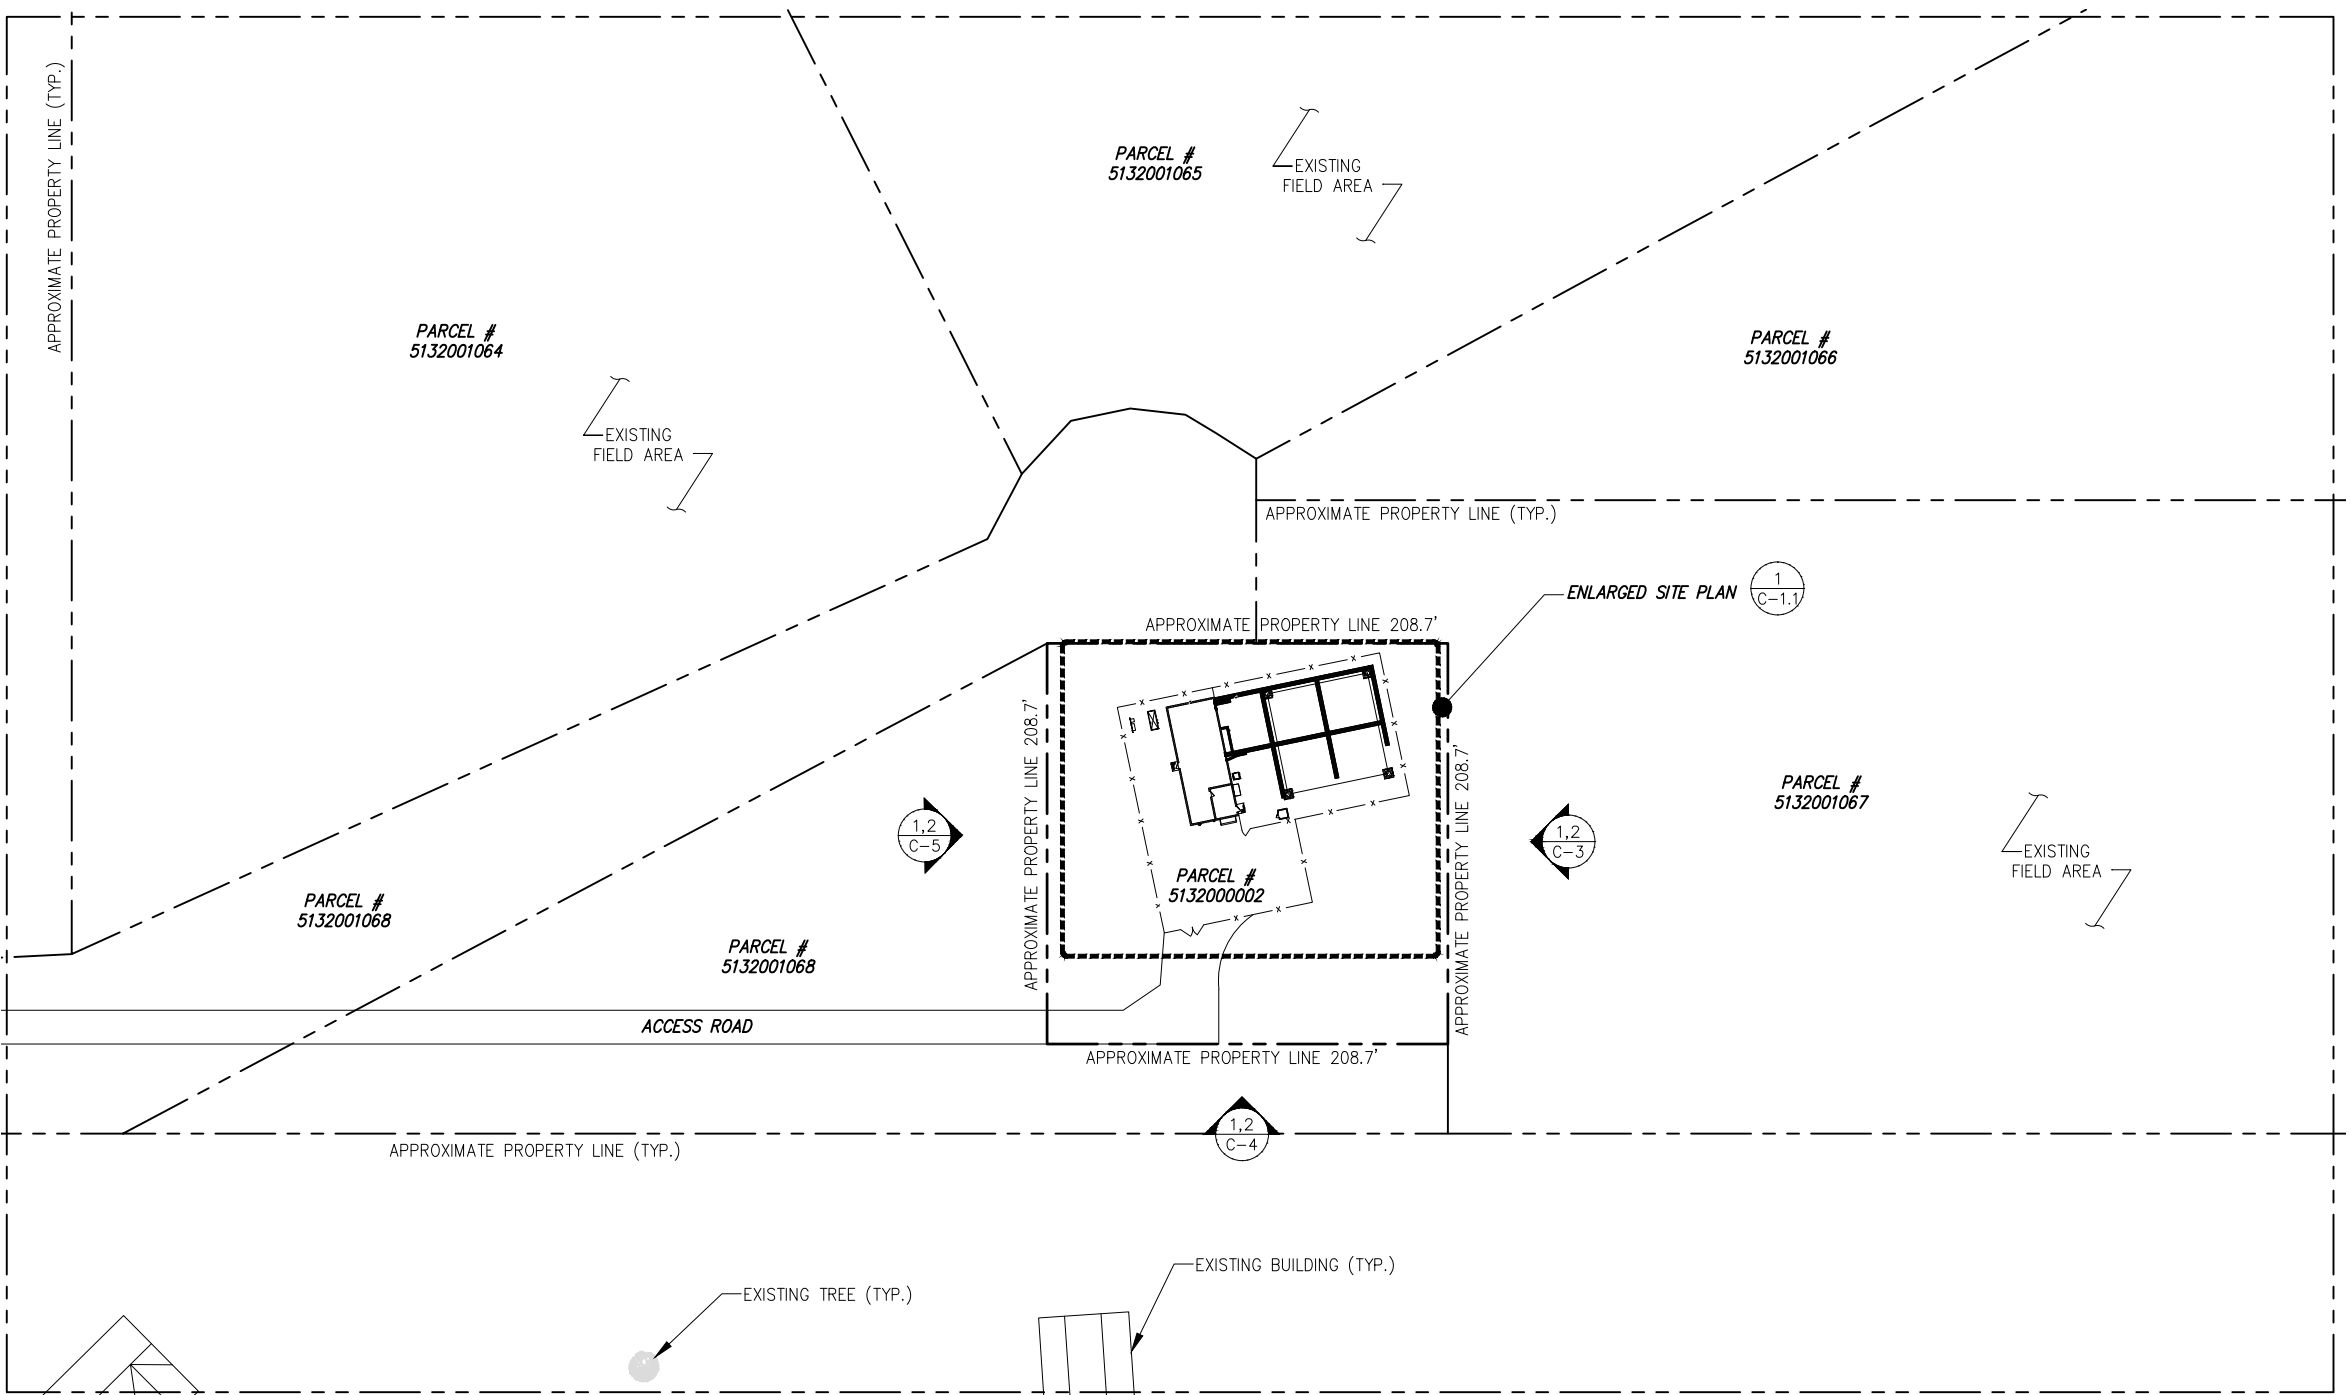 APPROXIMATE PROPERTY LINE (TYP.)
PARCEL #
5132001065
EXISTING
FIELD AREA
PARCEL #
5132001064
EXISTING
FIELD AREA
PARCEL #
5132001066
APPROXIMATE PROPERTY LINE (TYP.)
ENLARGED SITE PLAN
1
C-1.1
APPROXIMATE PROPERTY LINE 208.7'
APPROXIMATE PROPERTY LINE 208.7'
APPROXIMATE PROPERTY LINE 208.7'
1,2
C-5
1,2
C-3
PARCEL #
5132001067
EXISTING
FIELD AREA
PARCEL #
5132000002
PARCEL #
5132001068
PARCEL #
5132001068
ACCESS ROAD
APPROXIMATE PROPERTY LINE 208.7'
1,2
C-4
APPROXIMATE PROPERTY LINE (TYP.)
EXISTING TREE (TYP.)
EXISTING BUILDING (TYP.)